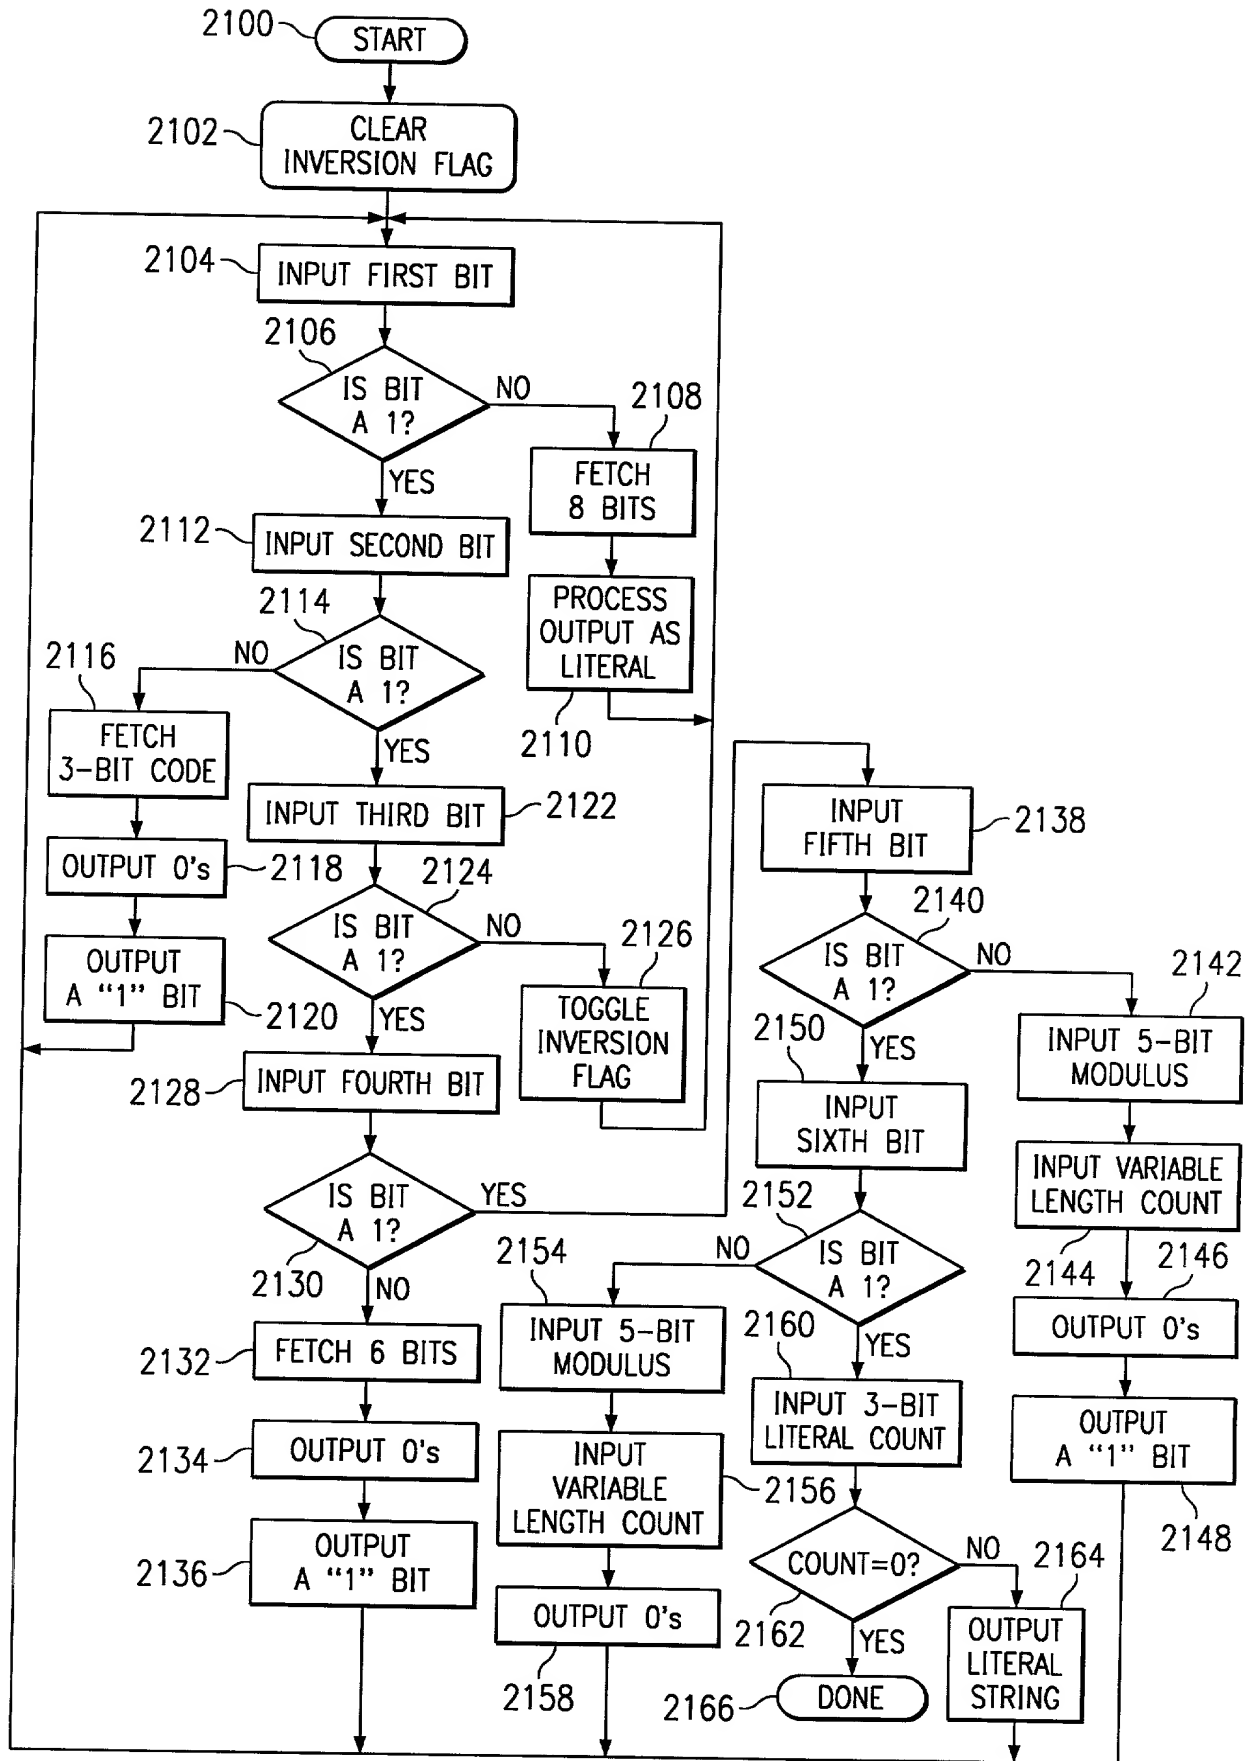 2100
START
2102
CLEAR
INVERSION FLAG
2104
INPUT FIRST BIT
2106
IS BIT
A 1?
NO
YES
2108
FETCH
8 BITS
2112
INPUT SECOND BIT
PROCESS
OUTPUT AS
LITERAL
2110
2114
IS BIT
A 1?
NO
YES
2116
FETCH
3-BIT CODE
OUTPUT 0's
2118
OUTPUT
A "1" BIT
2120
INPUT THIRD BIT
2122
2124
IS BIT
A 1?
NO
YES
2126
TOGGLE
INVERSION
FLAG
2128
INPUT FOURTH BIT
IS BIT
A 1?
YES
2130
NO
2132
FETCH 6 BITS
2134
OUTPUT 0's
2136
OUTPUT
A "1" BIT
INPUT
FIFTH BIT
2138
2140
IS BIT
A 1?
NO
YES
2142
INPUT 5-BIT
MODULUS
INPUT VARIABLE
LENGTH COUNT
2144
2146
OUTPUT 0's
OUTPUT
A "1" BIT
2148
2150
INPUT
SIXTH BIT
2152
IS BIT
A 1?
NO
YES
2154
INPUT 5-BIT
MODULUS
INPUT
VARIABLE
LENGTH COUNT
2156
OUTPUT 0's
2158
2160
INPUT 3-BIT
LITERAL COUNT
COUNT=0?
2162
NO
YES
2164
OUTPUT
LITERAL
STRING
2166
DONE